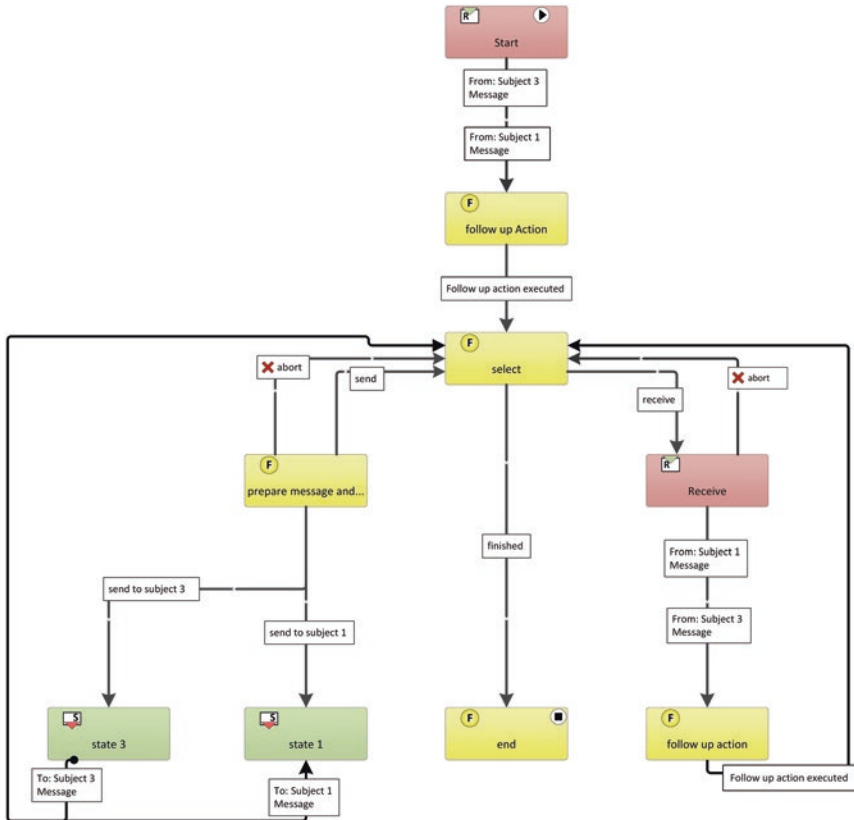 R
Start
From: Subject 3
Message
From: Subject 1
Message
F
follow up Action
Follow up action executed
F
select
abort
send
receive
abort
F
prepare message and...
R
Receive
finished
From: Subject 1
Message
send to subject 3
send to subject 1
From: Subject 3
Message
S
state 3
S
state 1
F
end
F
follow up action
To: Subject 3
Message
To: Subject 1
Message
Follow up action executed